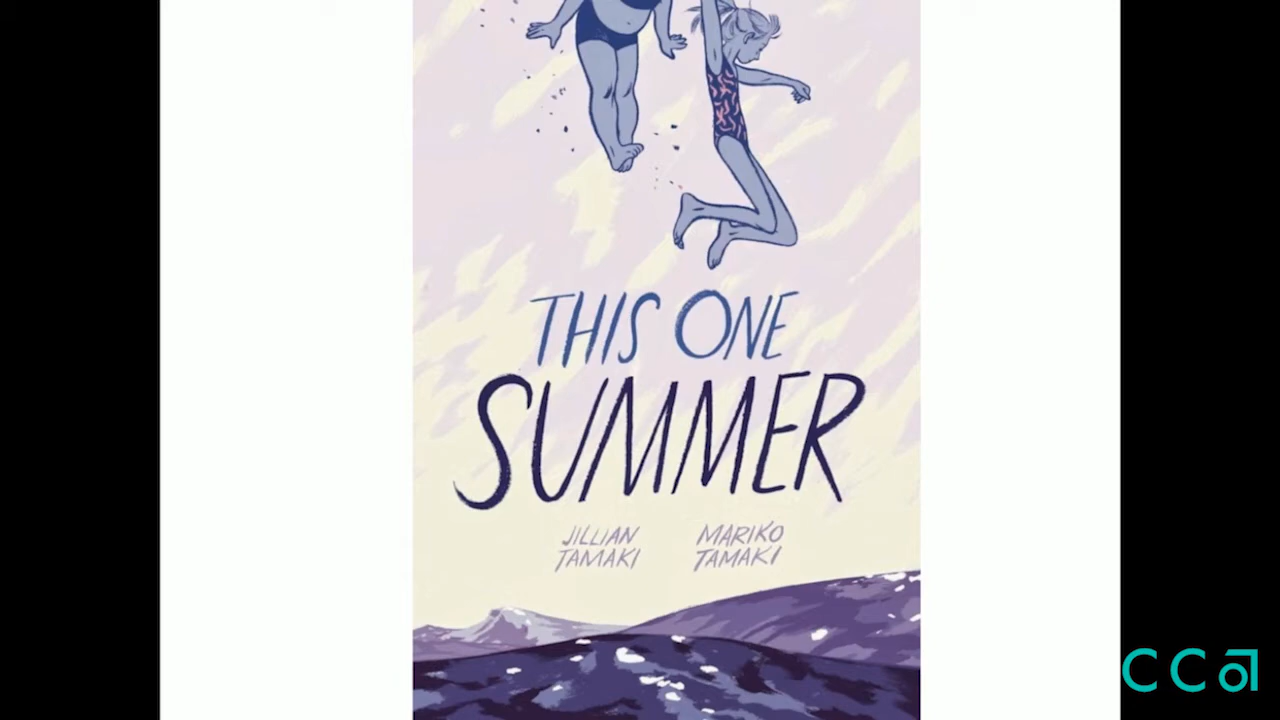 THIS ONE
SUMMER
JILLIAN MARIKO
TAMAKI TAMAKI
CCa